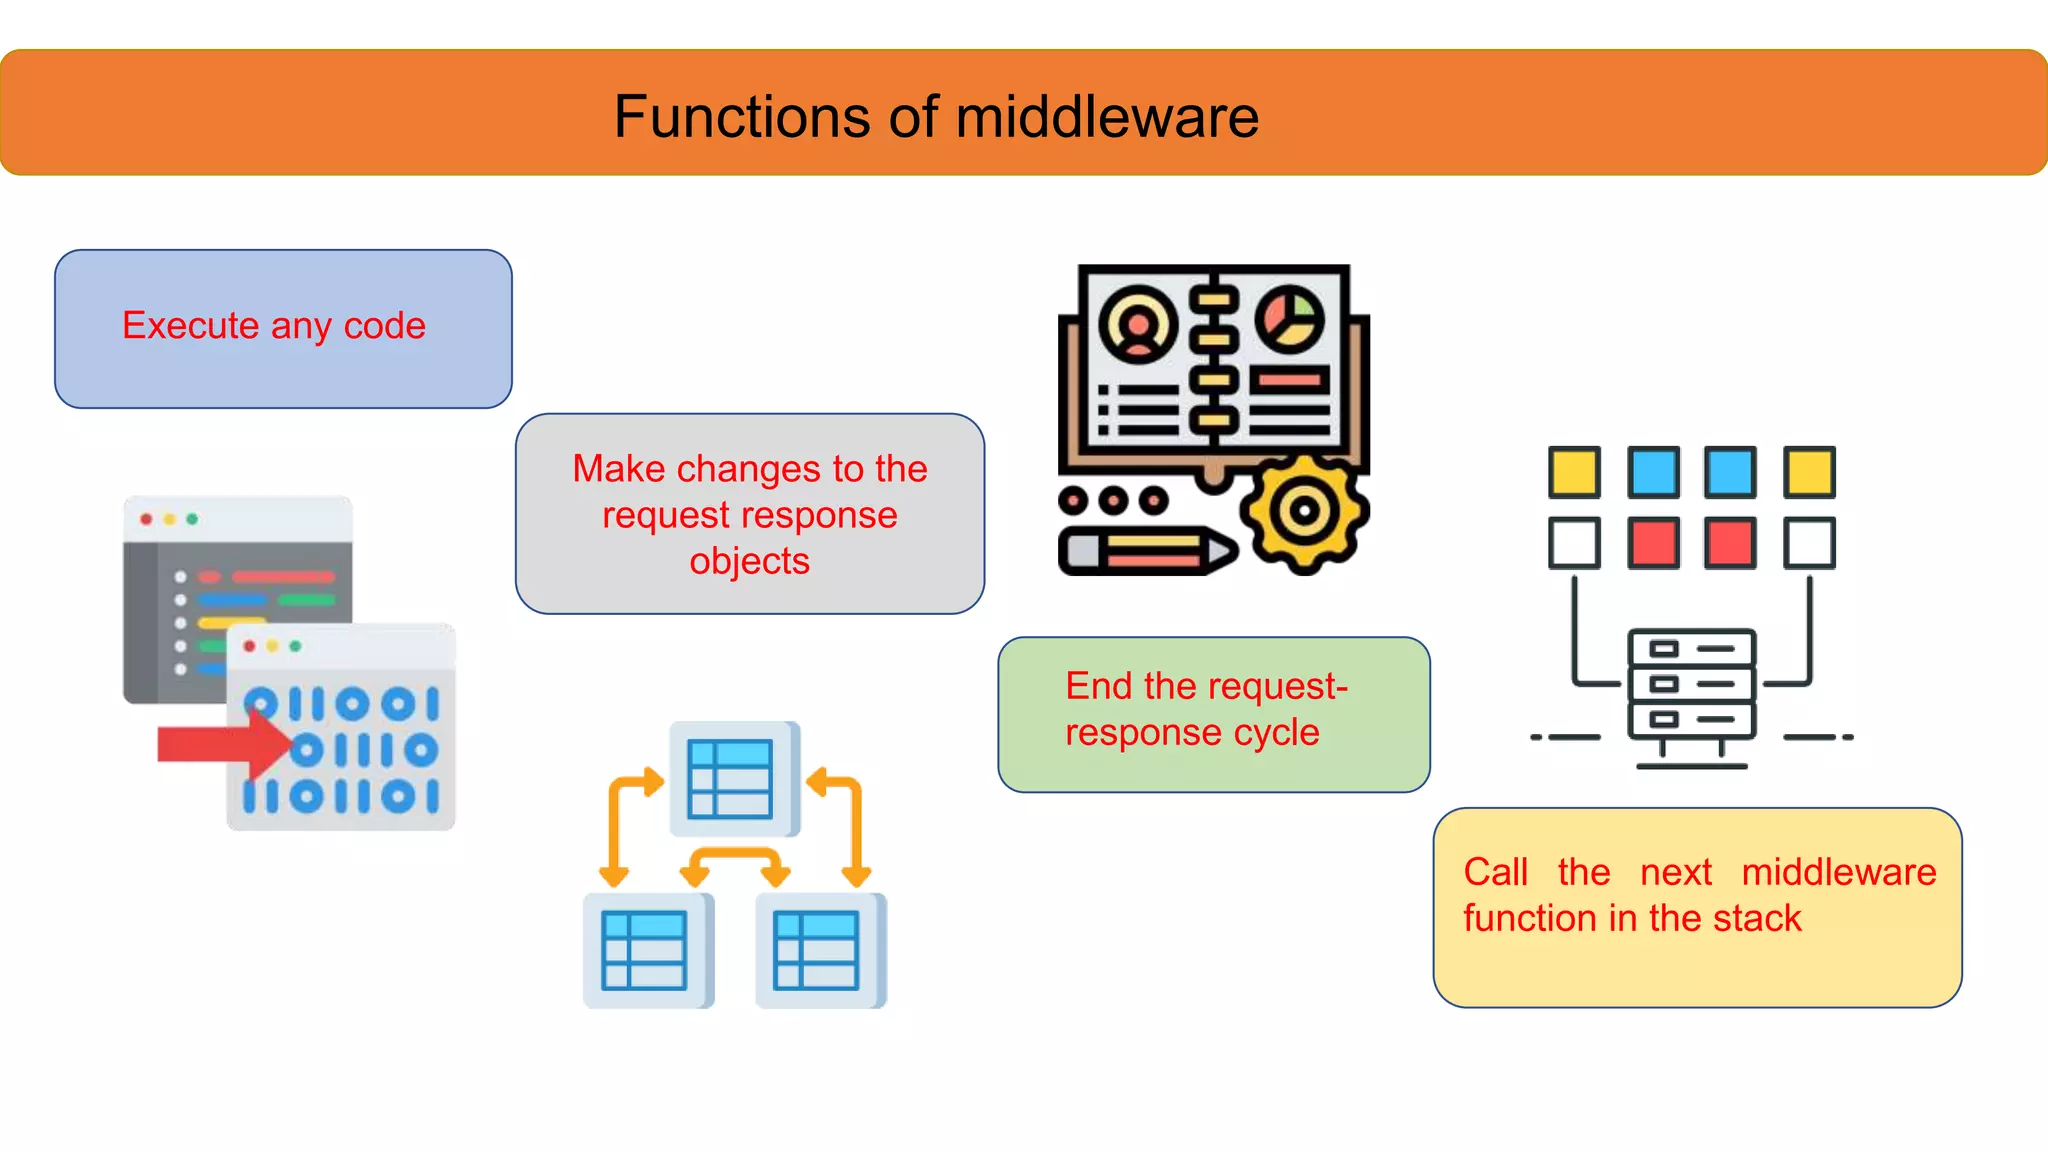 Functions of middleware
Execute any code
Make changes to the
request response
objects
End the request-
response cycle
Call the next middleware
function in the stack